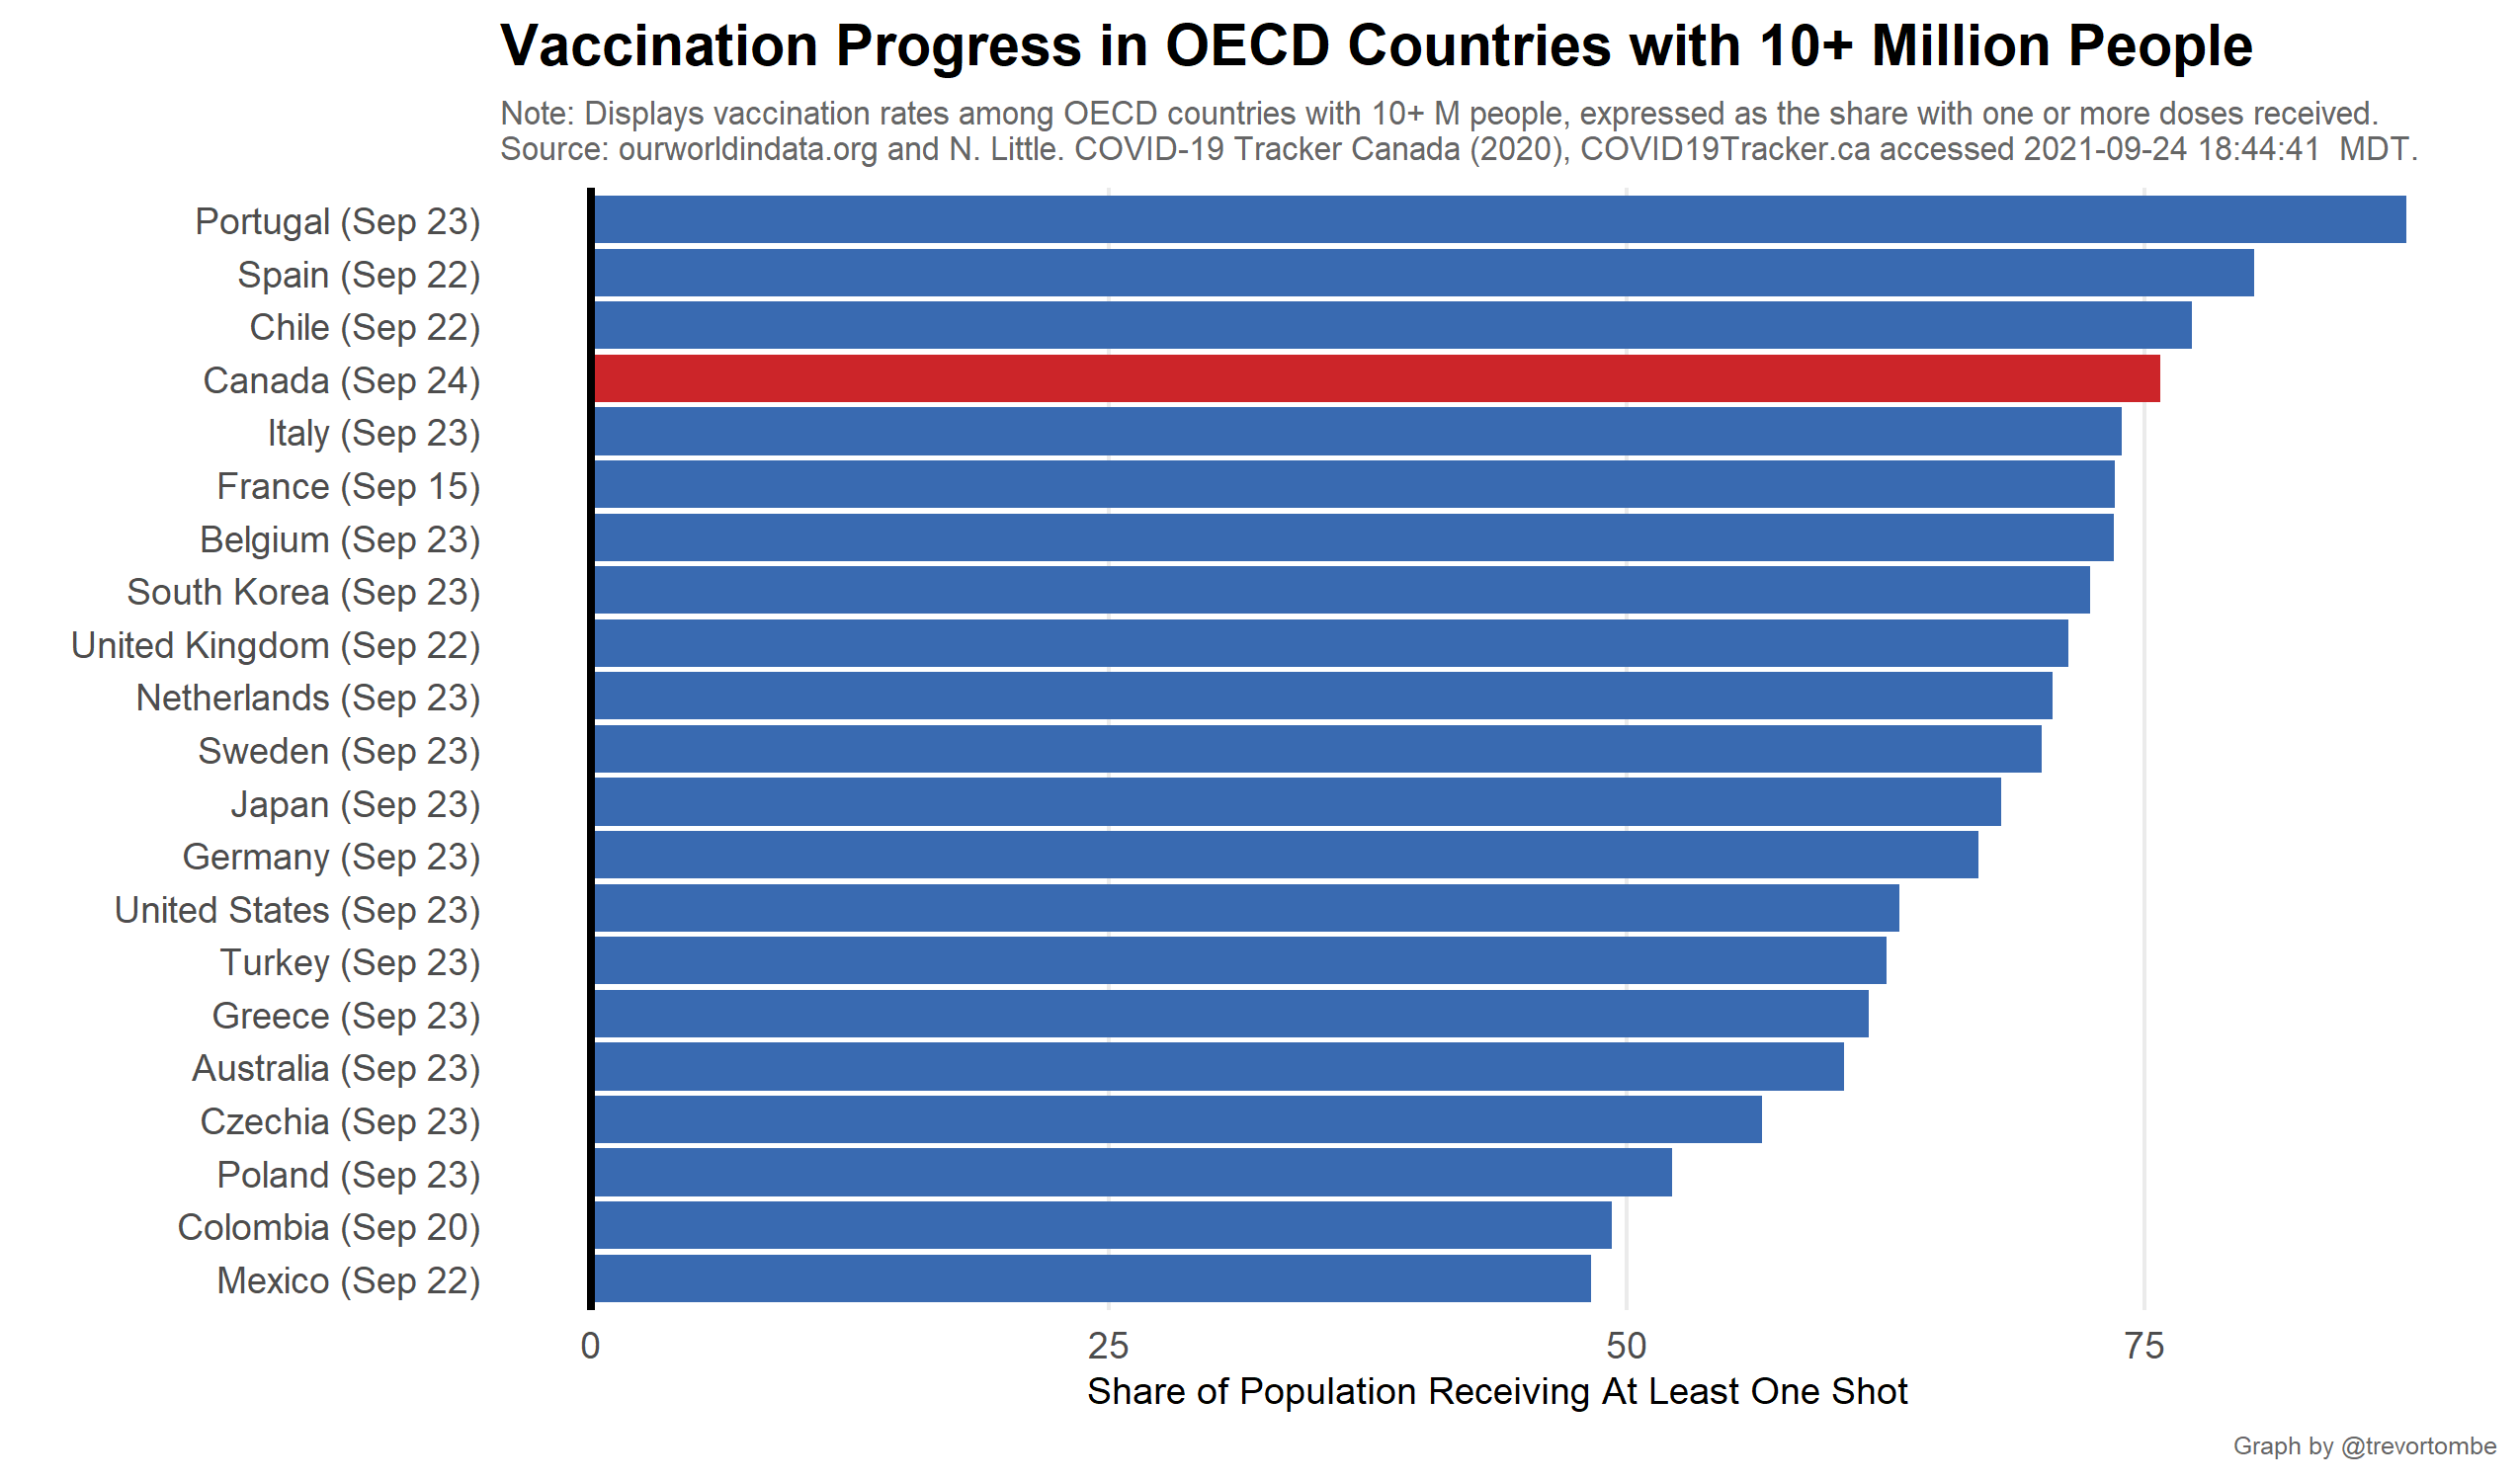 Vaccination Progress in OECD Countries with 10+ Million People
Note: Displays vaccination rates among OECD countries with 10+ M people, expressed as the share with one or more doses received.
Source: ourworldindata.org and N. Little. COVID-19 Tracker Canada (2020), COVID19Tracker.ca accessed 2021-09-24 18:44:41  MDT.
Portugal (Sep 23)
Spain (Sep 22)
Chile (Sep 22)
Canada (Sep 24)
Italy (Sep 23)
France (Sep 15)
Belgium (Sep 23)
South Korea (Sep 23)
United Kingdom (Sep 22)
Netherlands (Sep 23)
Sweden (Sep 23)
Japan (Sep 23)
Germany (Sep 23)
United States (Sep 23)
Turkey (Sep 23)
Greece (Sep 23)
Australia (Sep 23)
Czechia (Sep 23)
Poland (Sep 23)
Colombia (Sep 20)
Mexico (Sep 22)
0 25 50 75
Share of Population Receiving At Least One Shot
Graph by @trevortombe